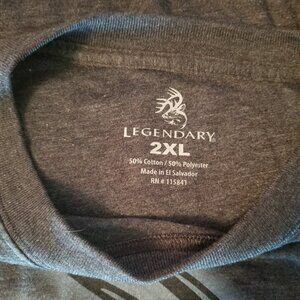 LEGENDARY
2XL
50% Cotton / 50% Polyester
Made in El Salvador
RN # 115841